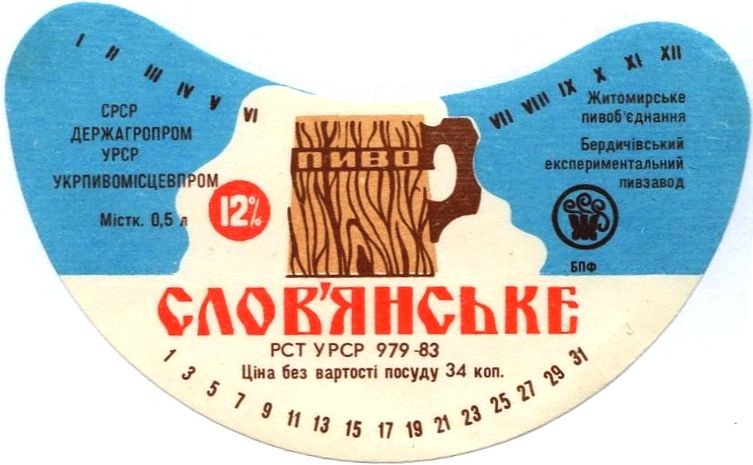 I II III IV V VI
VII VIII IX X XI XII
СРСР
ДЕРЖАГРОПРОМ
УРСР
УКРПИВОМІСЦЕВПРОМ
Містк. 0,5 л
12%
ПИВО
Житомирське
пивоб'єднання
Бердичівський
експериментальний
пивзавод
БПФ
СЛОВ'ЯНСЬКЕ
РСТ УРСР 979-83
Ціна без вартості посуду 34 коп.
1 3 5 7 9 11 13 15 17 19 21 23 25 27 29 31